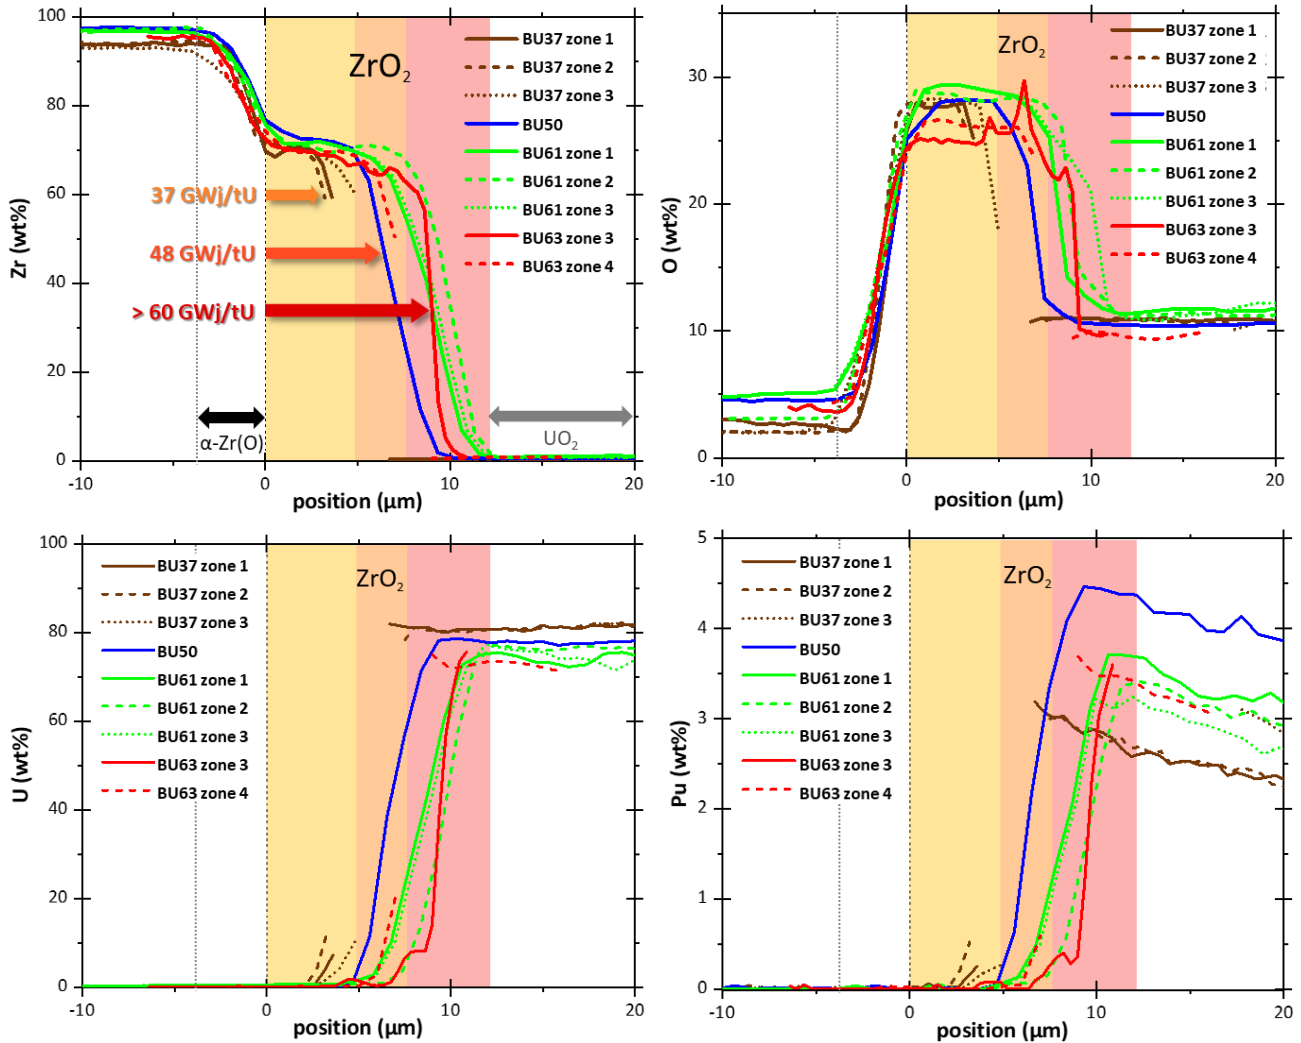 100
80
60
40
20
0
Zr (wt%)
-10
0
10
20
position (µm)
ZrO2
BU37 zone 1
BU37 zone 2
BU37 zone 3
BU50
BU61 zone 1
BU61 zone 2
BU61 zone 3
BU63 zone 3
BU63 zone 4
37 GWj/tU
48 GWj/tU
> 60 GWj/tU
α-Zr(O)
UO2
30
20
10
0
O (wt%)
-10
0
10
20
position (µm)
ZrO2
BU37 zone 1
BU37 zone 2
BU37 zone 3
BU50
BU61 zone 1
BU61 zone 2
BU61 zone 3
BU63 zone 3
BU63 zone 4
100
80
60
40
20
0
U (wt%)
-10
0
10
20
position (µm)
ZrO2
BU37 zone 1
BU37 zone 2
BU37 zone 3
BU50
BU61 zone 1
BU61 zone 2
BU61 zone 3
BU63 zone 3
BU63 zone 4
5
4
3
2
1
0
Pu (wt%)
-10
0
10
20
position (µm)
ZrO2
BU37 zone 1
BU37 zone 2
BU37 zone 3
BU50
BU61 zone 1
BU61 zone 2
BU61 zone 3
BU63 zone 3
BU63 zone 4